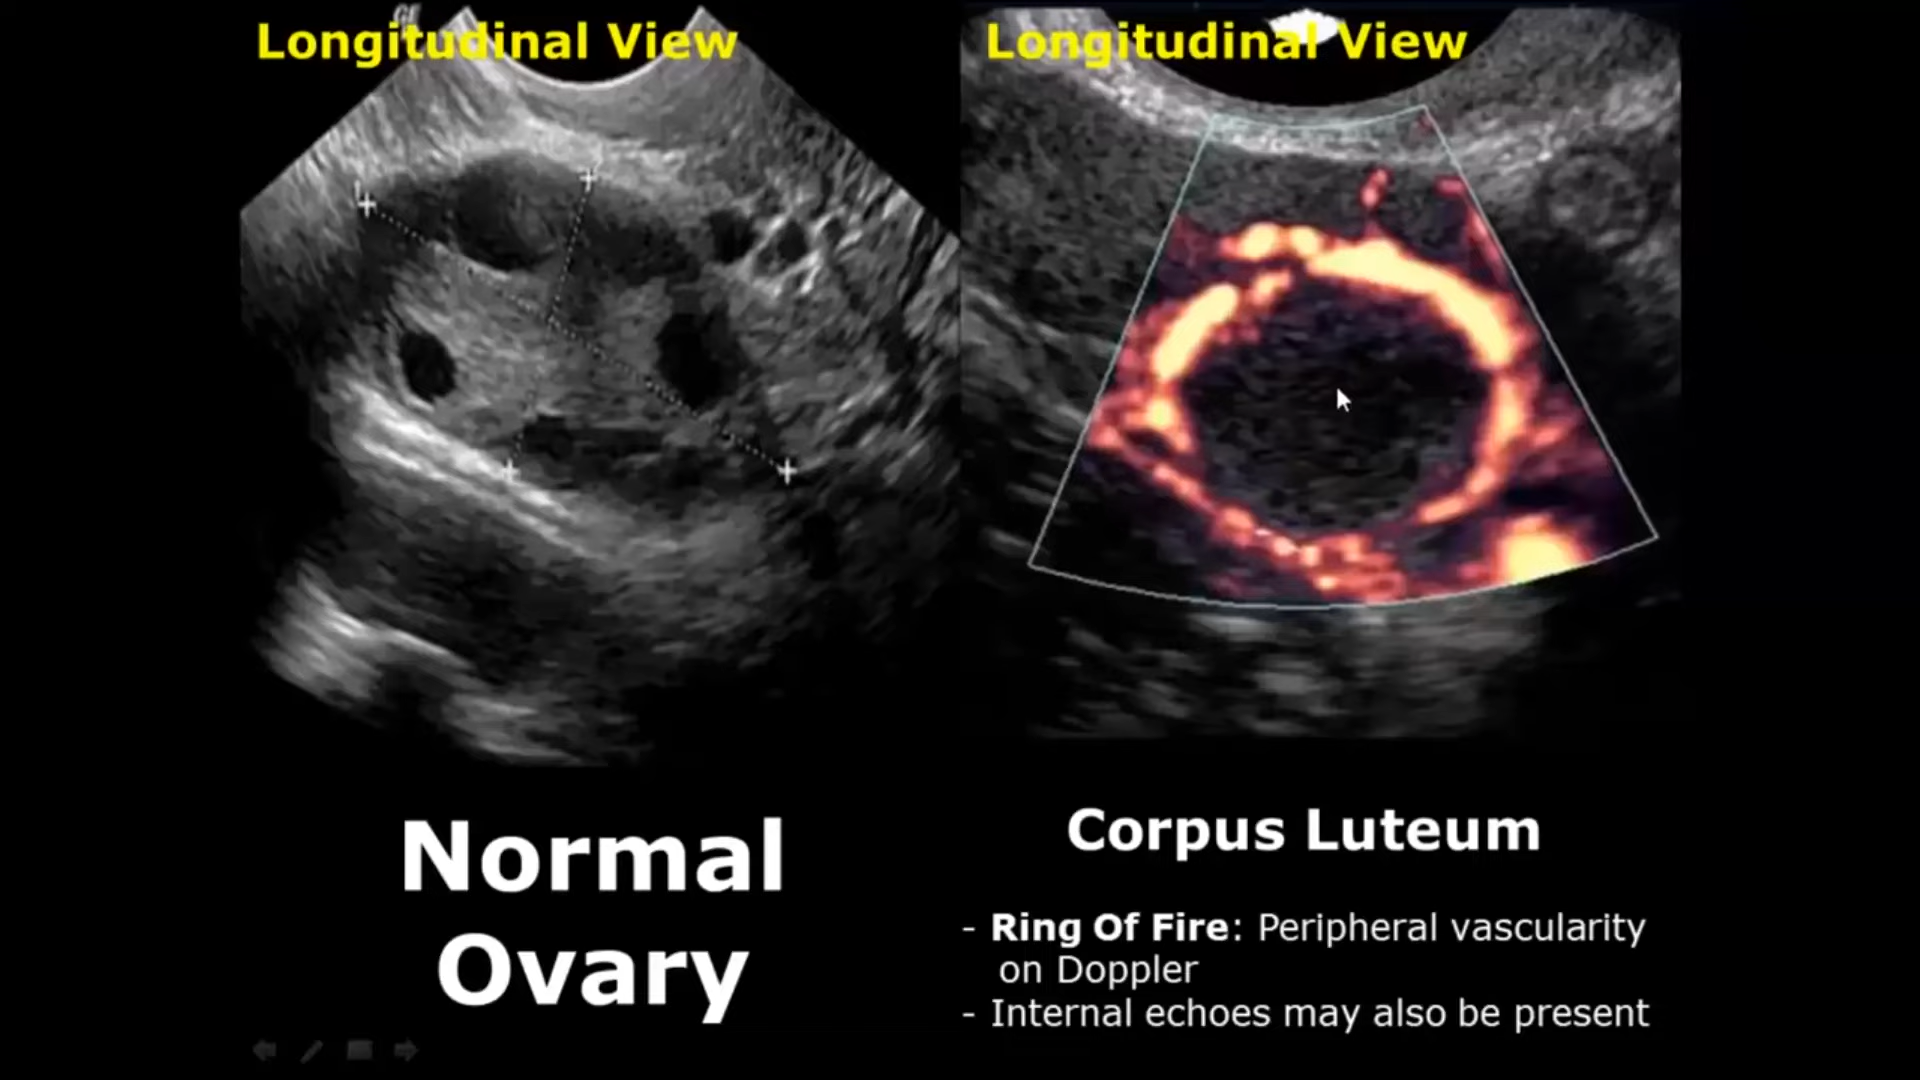 GE
Longitudinal View
Longitudinal View
Normal
Ovary
Corpus Luteum
- Ring Of Fire: Peripheral vascularity
on Doppler
- Internal echoes may also be present